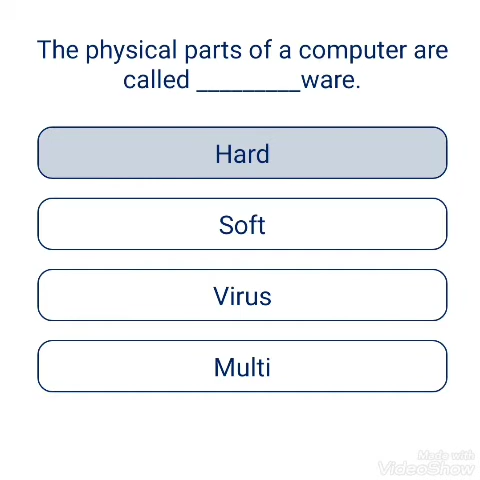 The physical parts of a computer are
called _________ware.
Hard
Soft
Virus
Multi
Made with
VideoShow